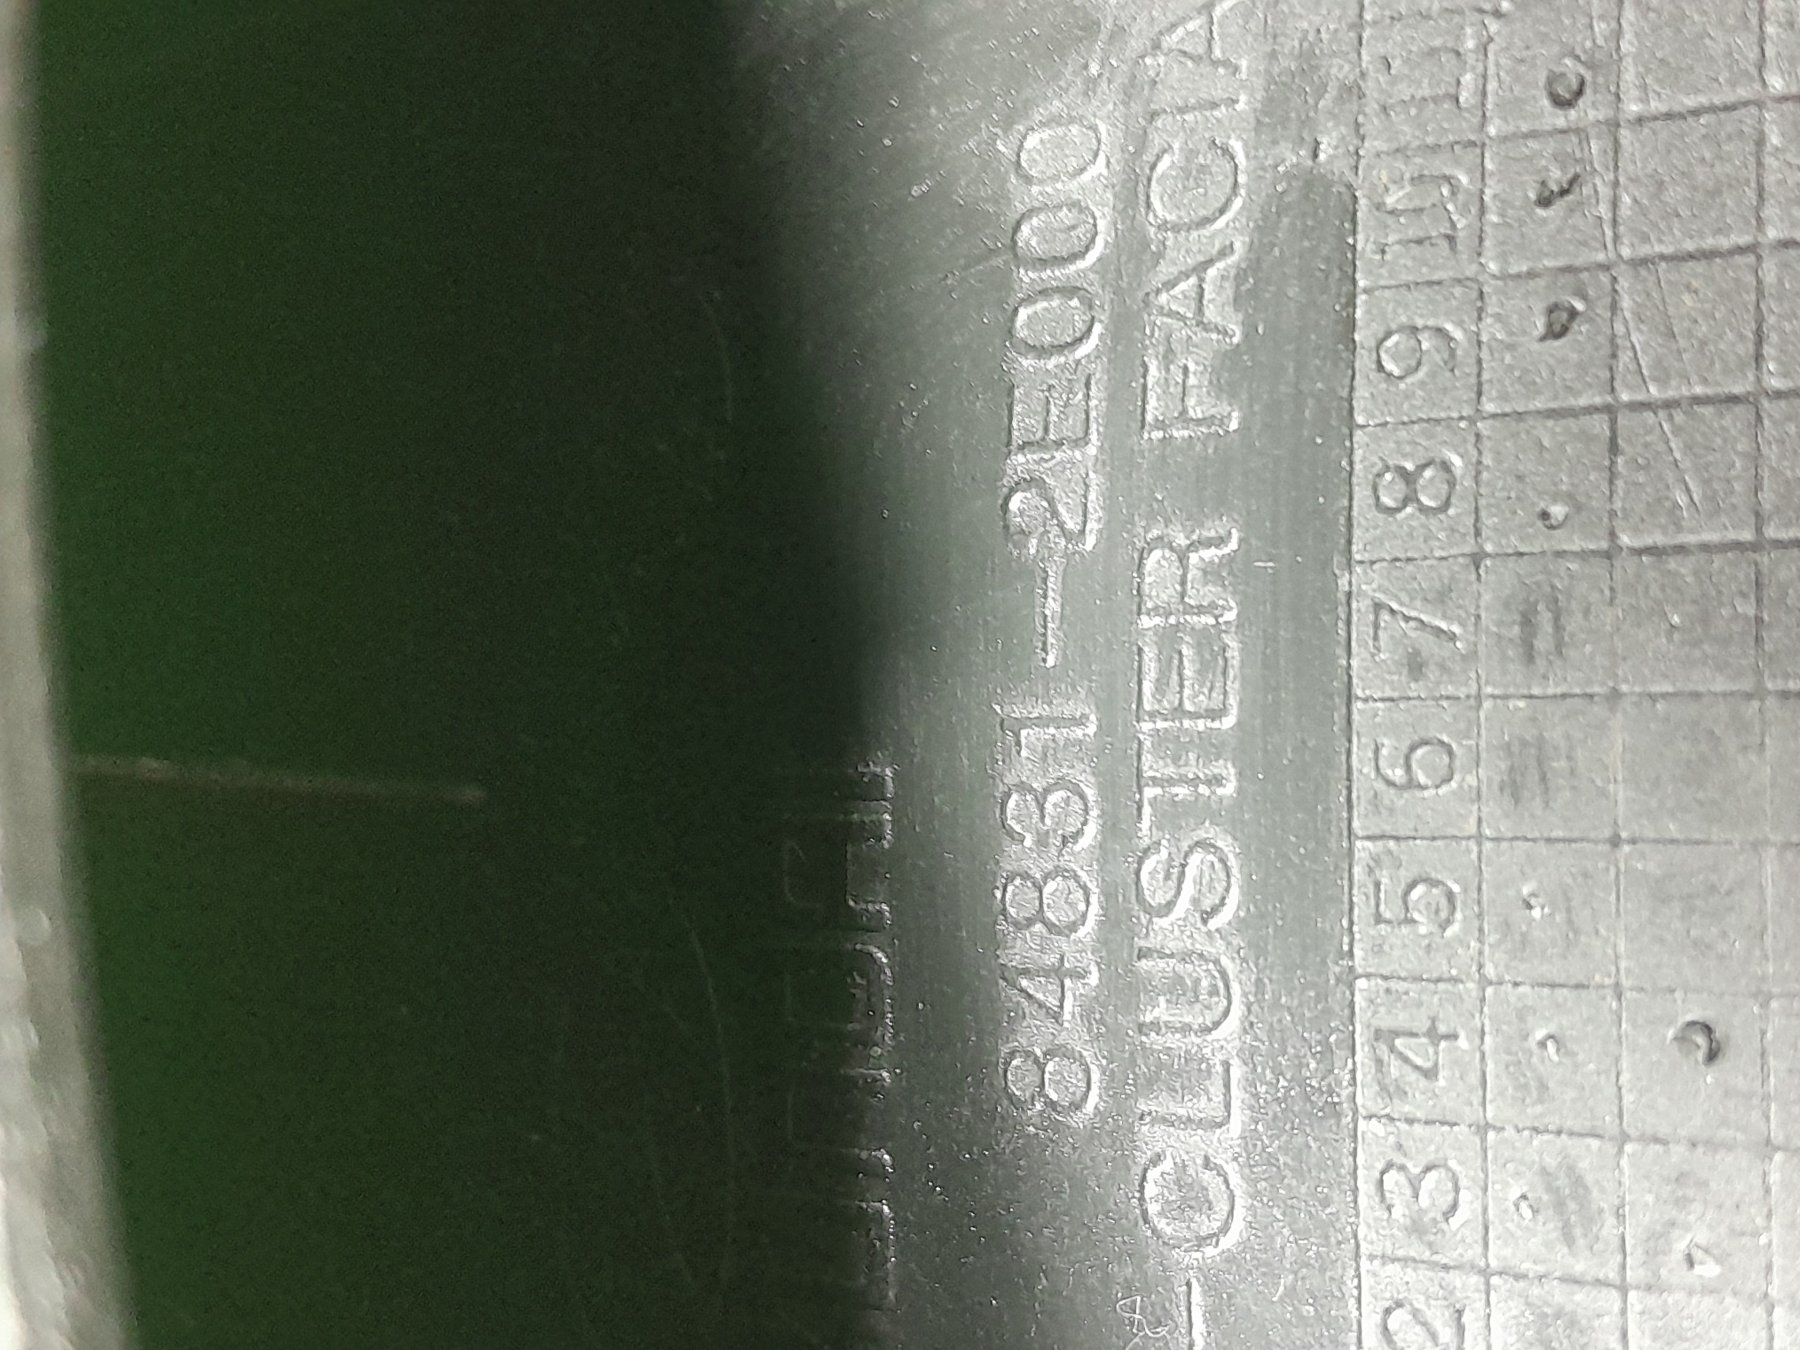 84831-2E000
-CLUSTER FACIA
2 3 4 5 6 7 8 9 10 11